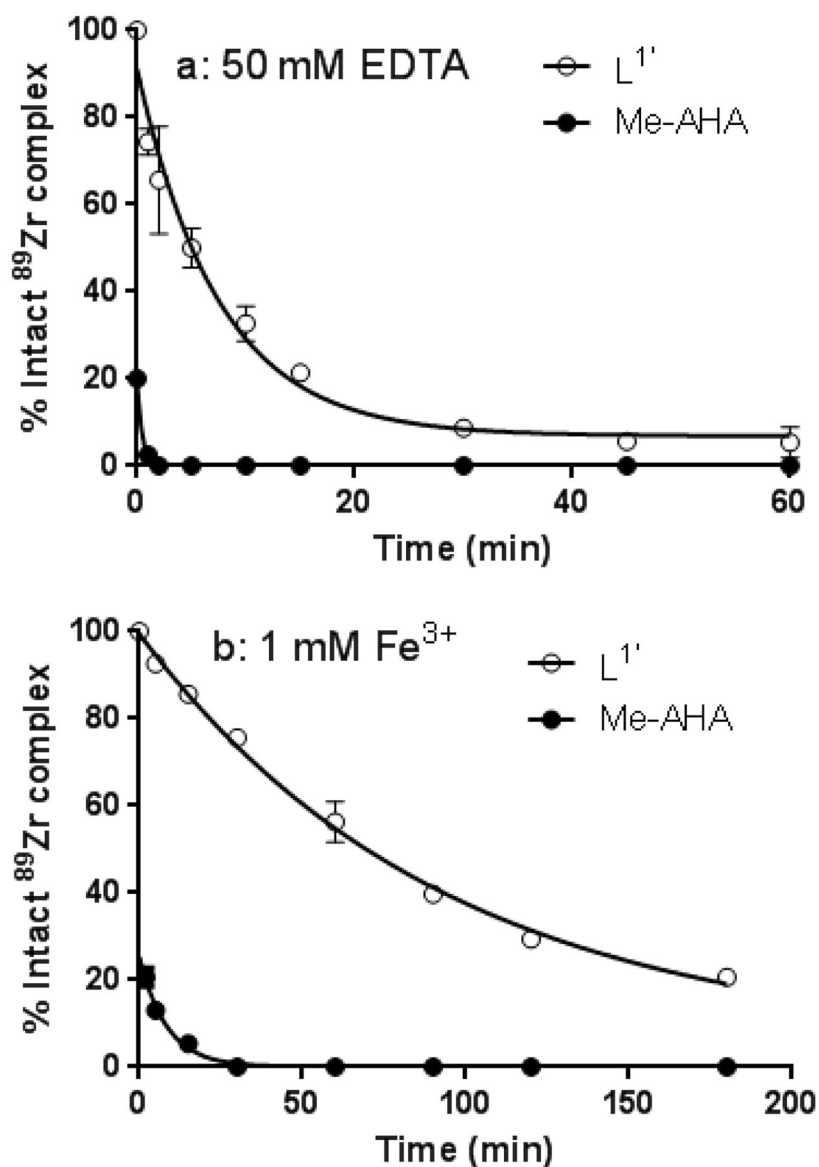 a: 50 mM EDTA
L1'
Me-AHA
% Intact 89Zr complex
100
80
60
40
20
0
0 20 40 60
Time (min)
b: 1 mM Fe3+
L1'
Me-AHA
% Intact 89Zr complex
100
80
60
40
20
0
0 50 100 150 200
Time (min)